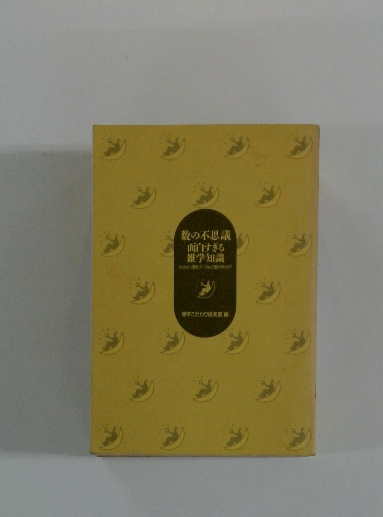 数の不思議
面白すぎる
雑学知識
博学こだわり倶楽部 編